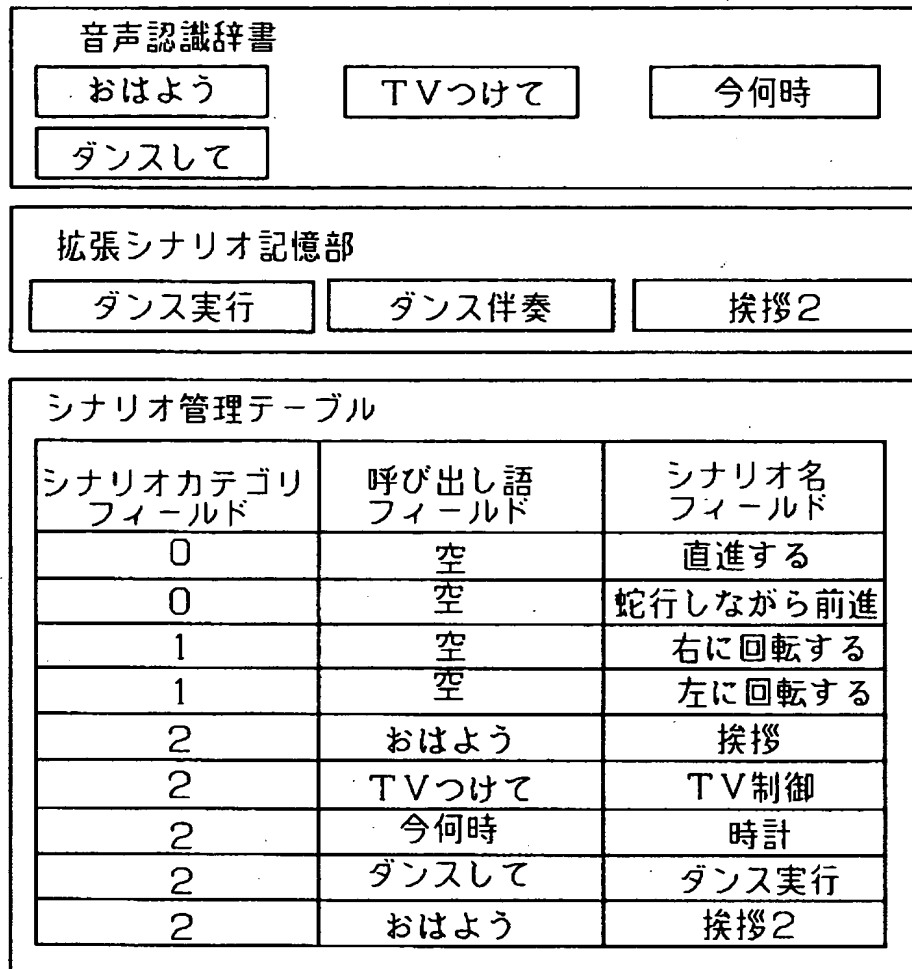 音声認識辞書
おはよう TVつけて 今何時
ダンスして
拡張シナリオ記憶部
ダンス実行 ダンス伴奏 挨拶2
シナリオ管理テーブル
シナリオカテゴリ 呼び出し語 シナリオ名
フィールド フィールド フィールド
0 空 直進する
0 空 蛇行しながら前進
1 空 右に回転する
1 空 左に回転する
2 おはよう 挨拶
2 TVつけて TV制御
2 今何時 時計
2 ダンスして ダンス実行
2 おはよう 挨拶2